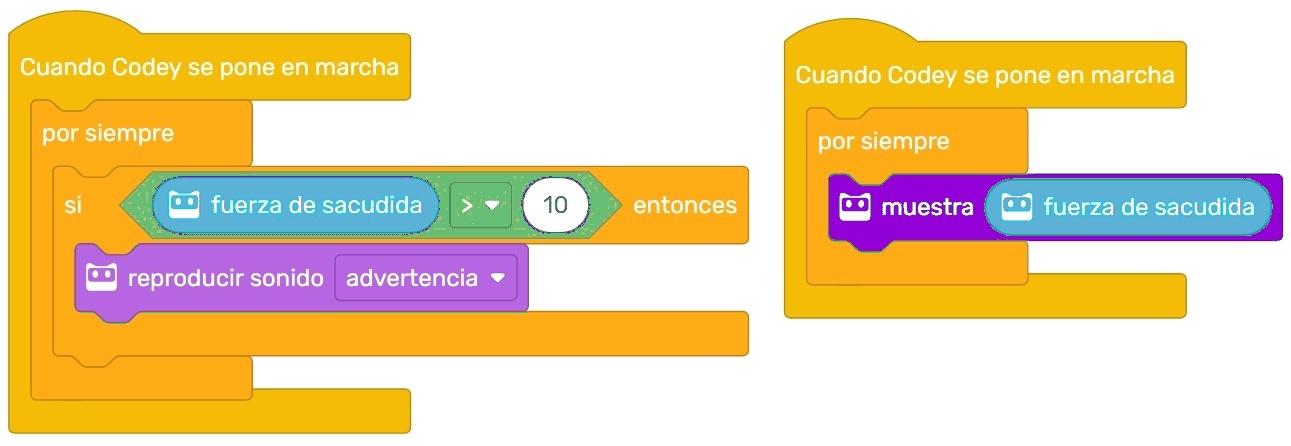 Cuando Codey se pone en marcha
por siempre
si fuerza de sacudida > 10 entonces
reproducir sonido advertencia
Cuando Codey se pone en marcha
por siempre
muestra fuerza de sacudida